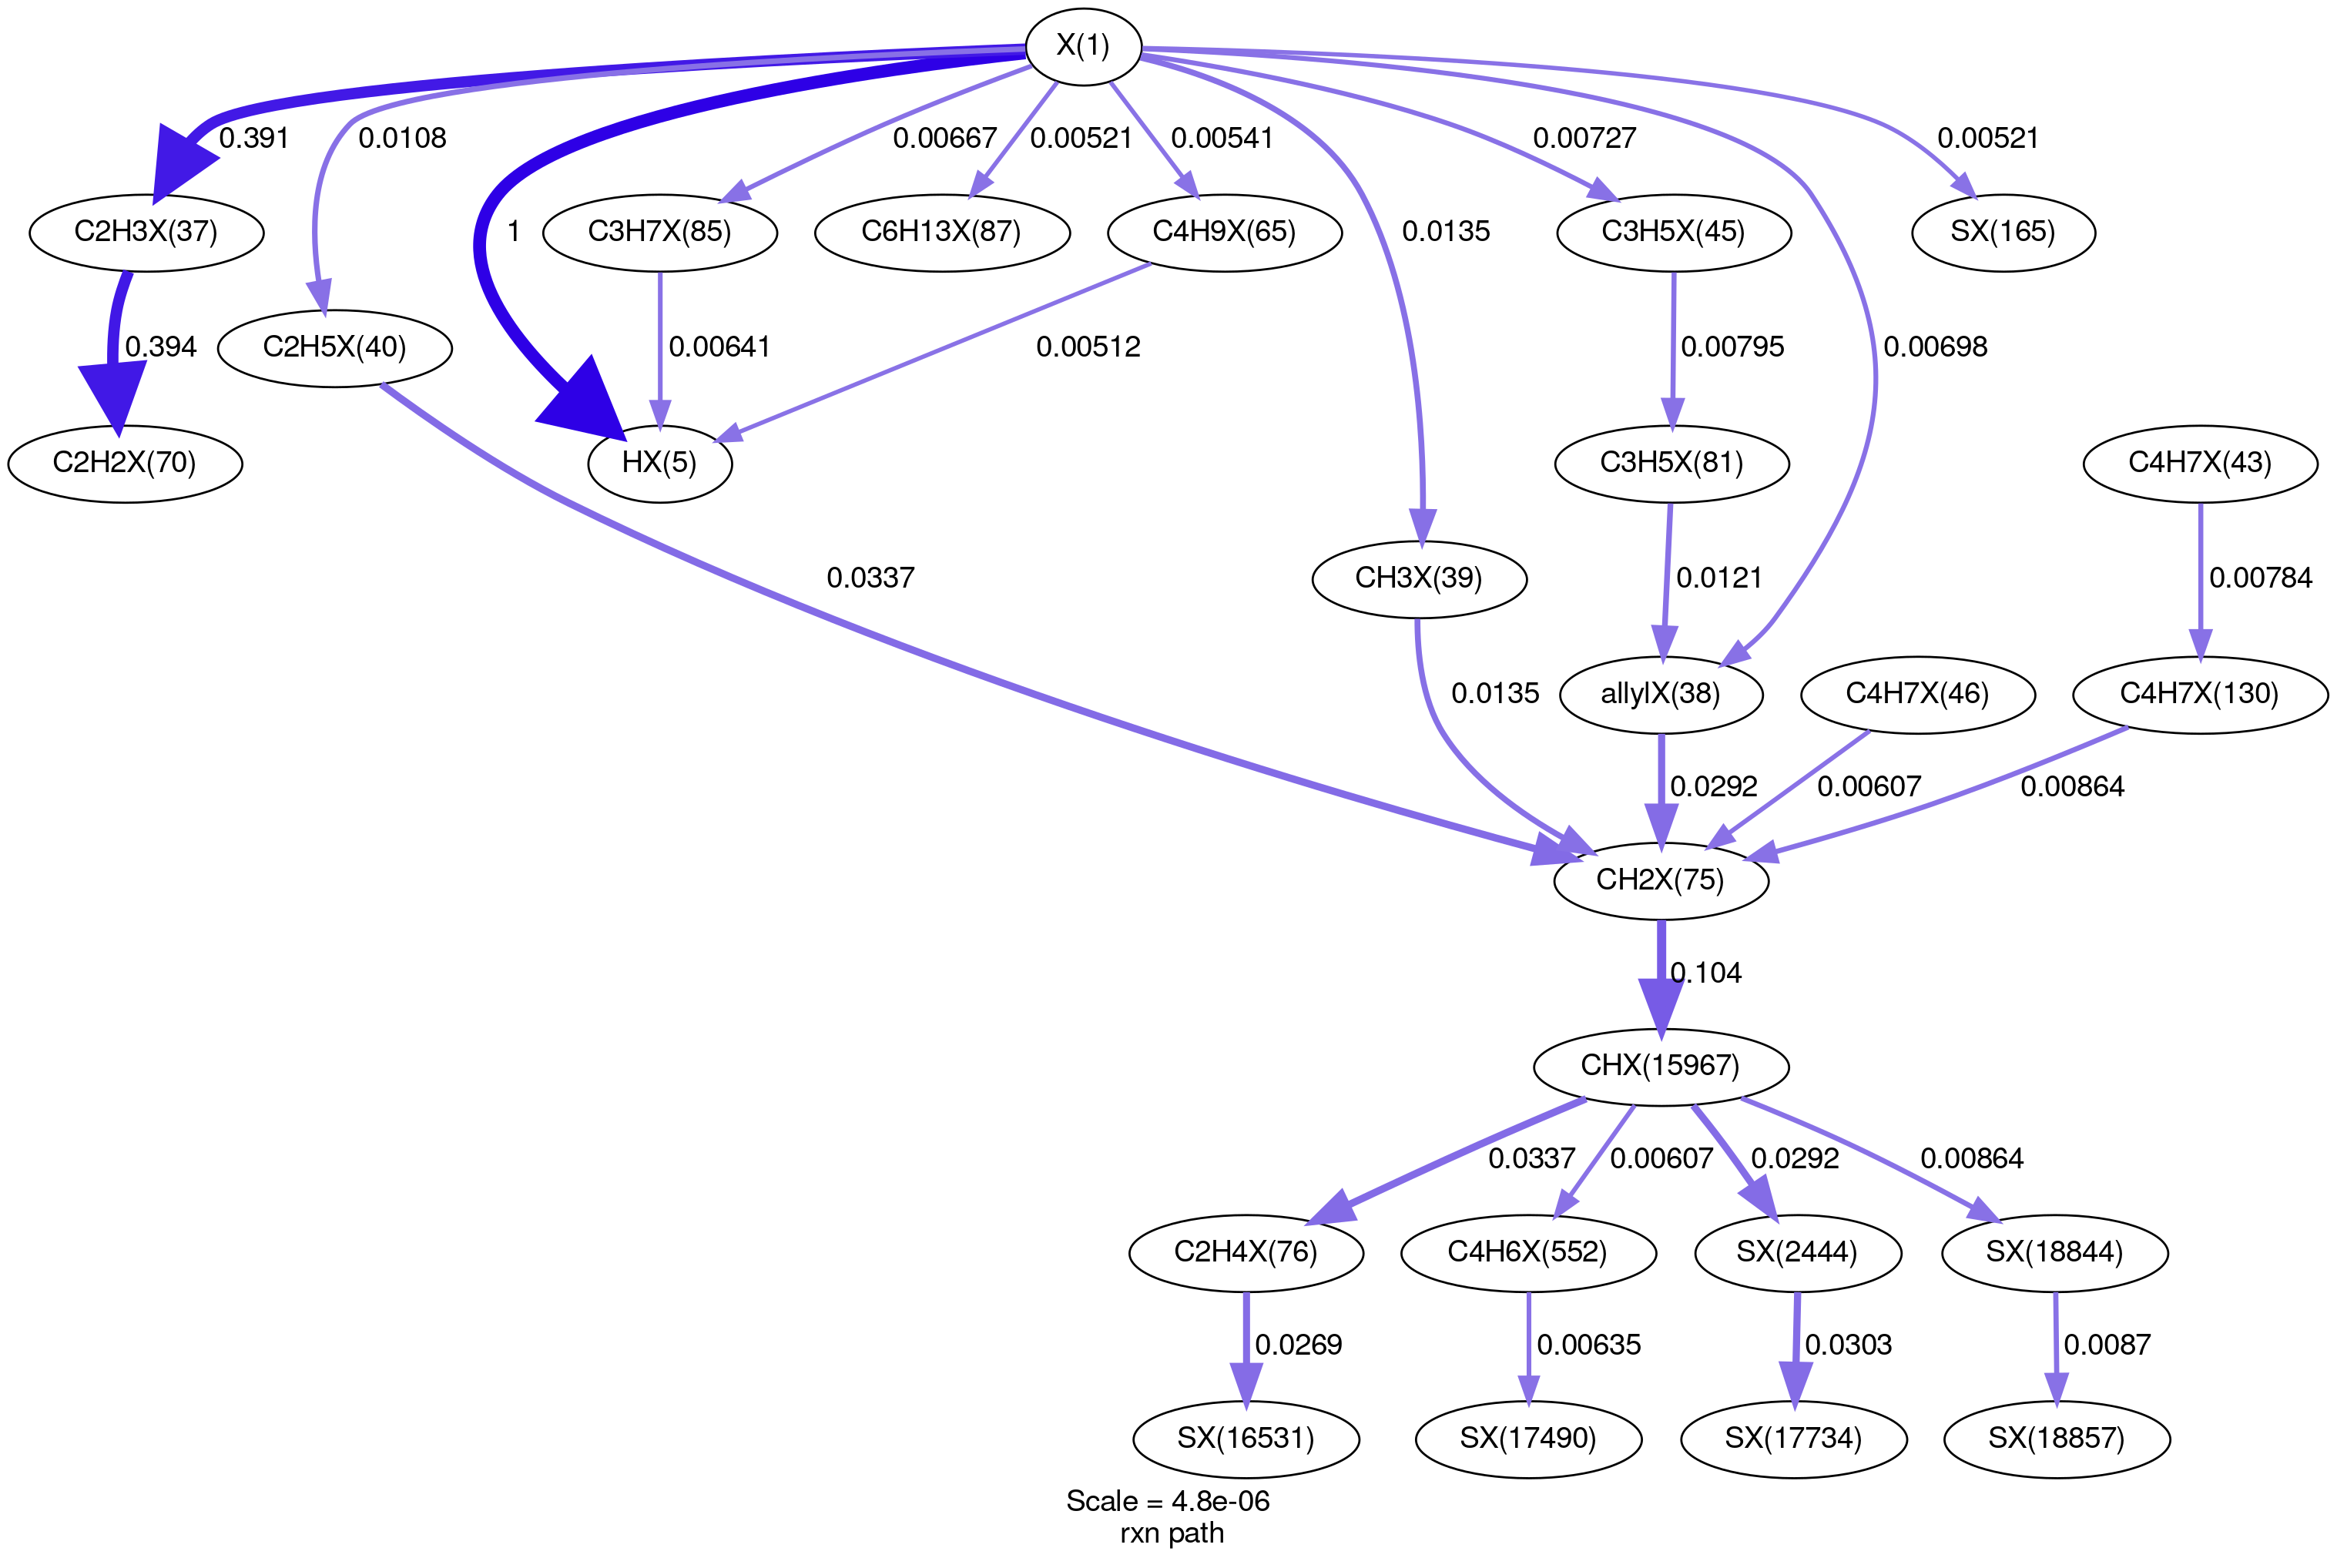 X(1)
0.391
0.0108
0.00667
0.00521
0.00541
0.00727
0.00521
C2H3X(37)
1
C3H7X(85)
C6H13X(87)
C4H9X(65)
0.0135
C3H5X(45)
SX(165)
0.394
C2H5X(40)
0.00641
0.00512
0.00795
0.00698
C2H2X(70)
HX(5)
C3H5X(81)
C4H7X(43)
0.0337
CH3X(39)
0.0121
0.00784
0.0135
allylX(38)
C4H7X(46)
C4H7X(130)
0.0292
0.00607
0.00864
CH2X(75)
0.104
CHX(15967)
0.0337
0.00607
0.0292
0.00864
C2H4X(76)
C4H6X(552)
SX(2444)
SX(18844)
0.0269
0.00635
0.0303
0.0087
SX(16531)
SX(17490)
SX(17734)
SX(18857)
Scale = 4.8e-06
rxn path